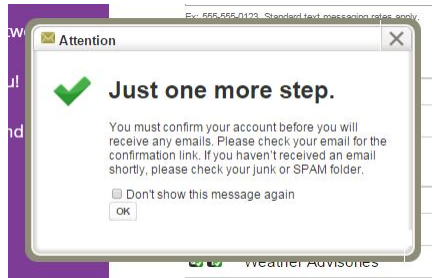 Ex: 555-555-0123. Standard text messaging rates apply.
Attention
u!
nd
Just one more step.
You must confirm your account before you will
receive any emails. Please check your email for the
confirmation link. If you haven't received an email
shortly, please check your junk or SPAM folder.
Don't show this message again
OK
Weather Advisories